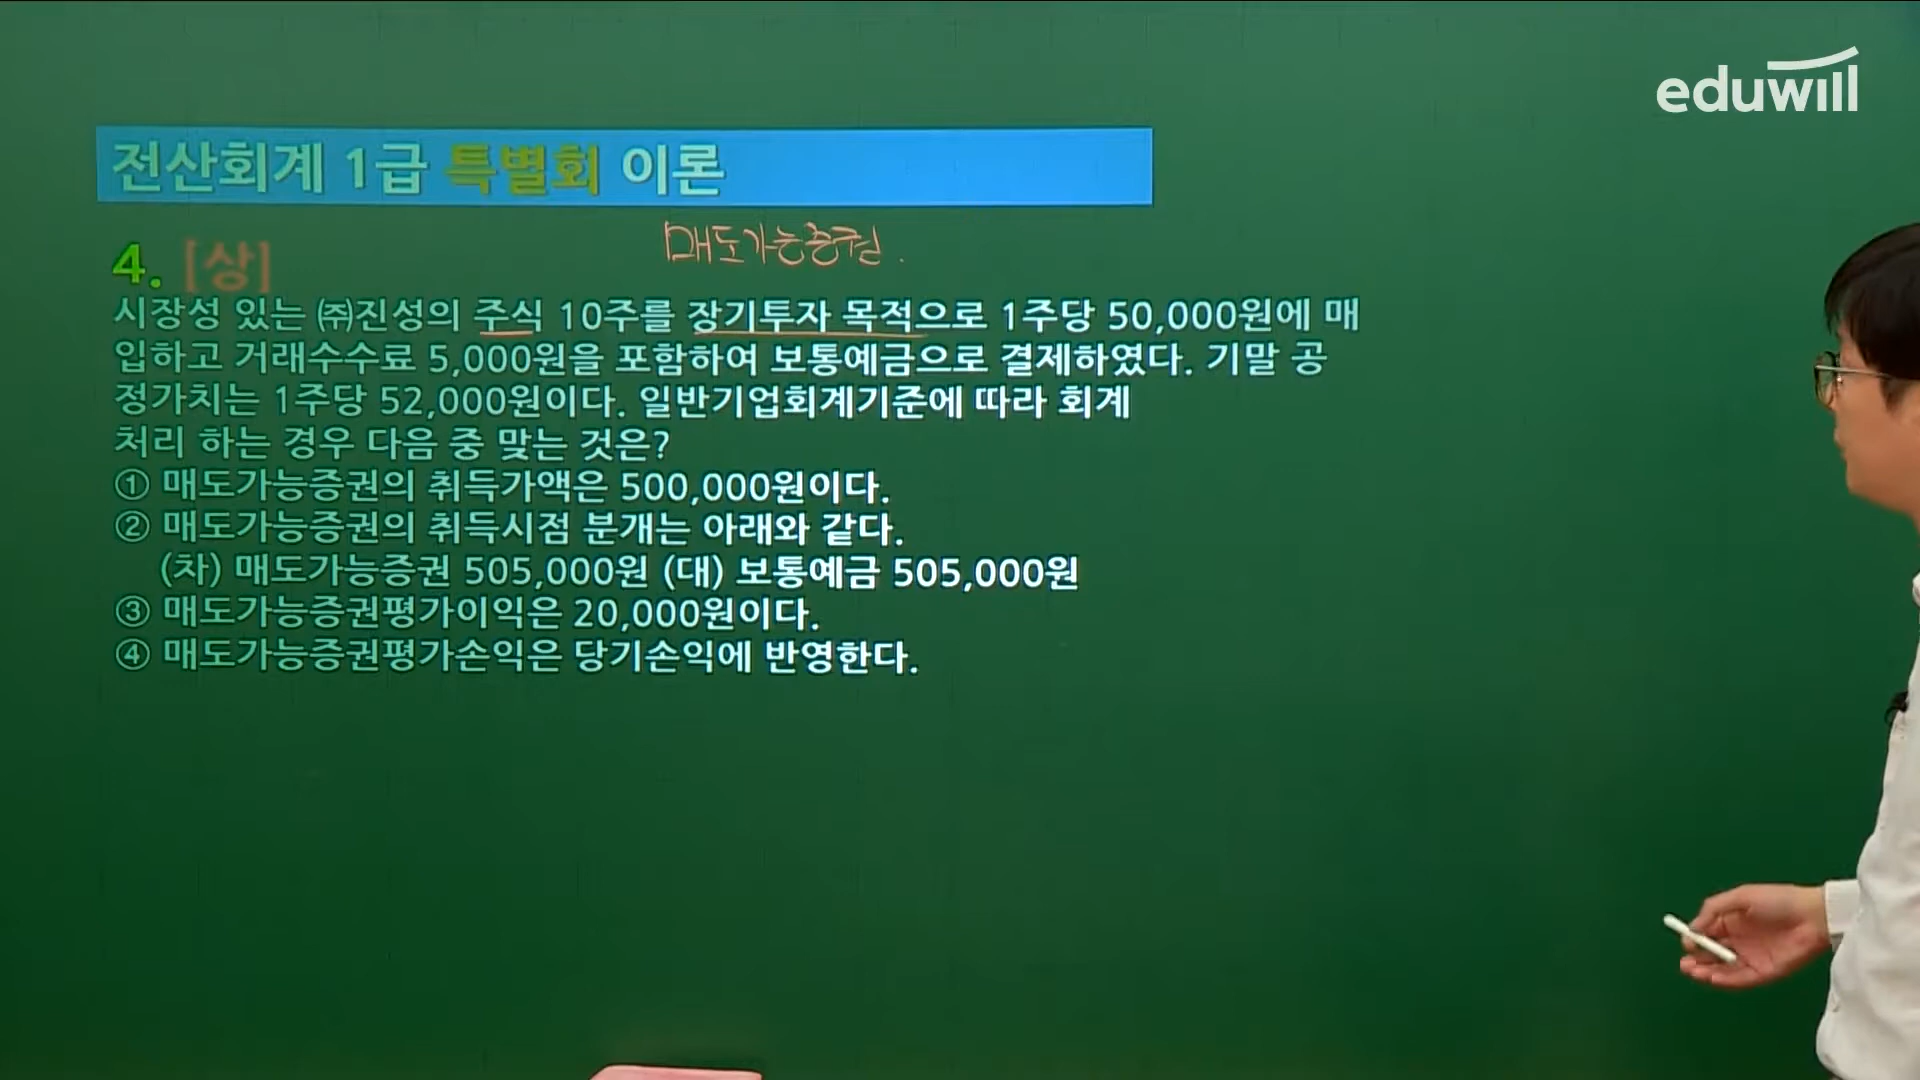 eduwill
전산회계 1급 특별회 이론
매도가능증권.
4. [상]
시장성 있는 ㈜진성의 주식 10주를 장기투자 목적으로 1주당 50,000원에 매
입하고 거래수수료 5,000원을 포함하여 보통예금으로 결제하였다. 기말 공
정가치는 1주당 52,000원이다. 일반기업회계기준에 따라 회계
처리 하는 경우 다음 중 맞는 것은?
① 매도가능증권의 취득가액은 500,000원이다.
② 매도가능증권의 취득시점 분개는 아래와 같다.
(차) 매도가능증권 505,000원 (대) 보통예금 505,000원
③ 매도가능증권평가이익은 20,000원이다.
④ 매도가능증권평가손익은 당기손익에 반영한다.